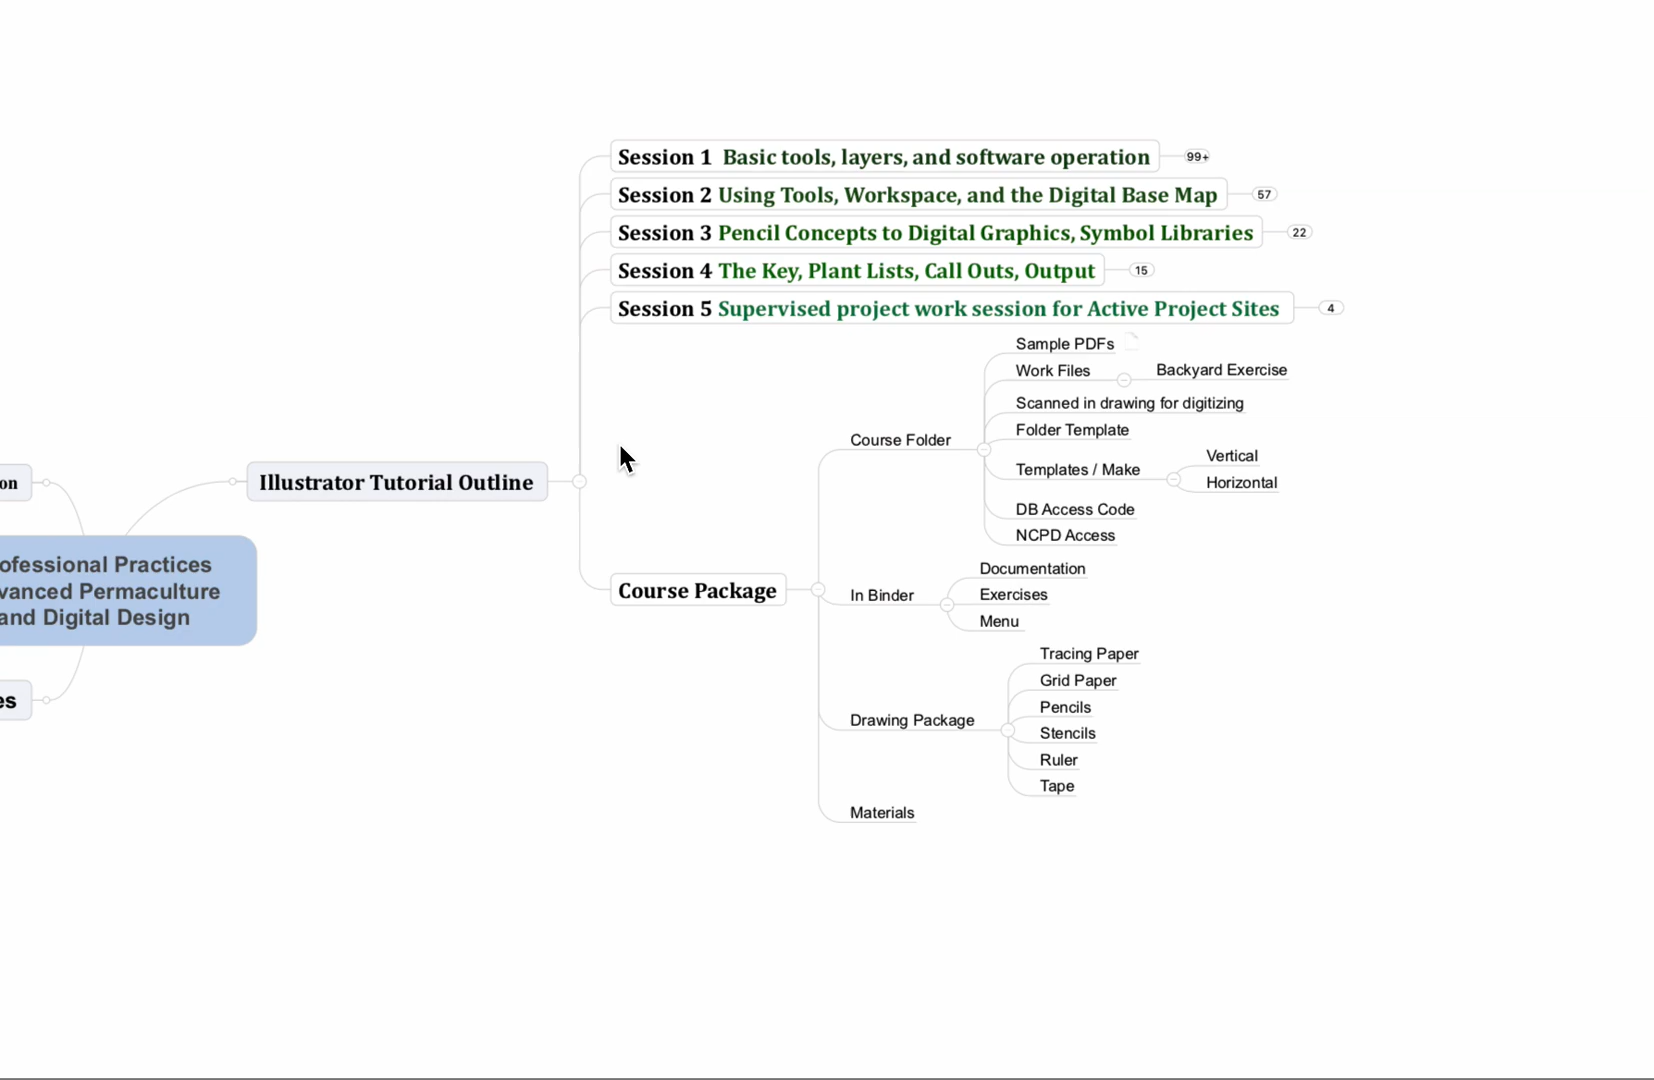 Session 1 Basic tools, layers, and software operation 99+
Session 2 Using Tools, Workspace, and the Digital Base Map 57
Session 3 Pencil Concepts to Digital Graphics, Symbol Libraries 22
Session 4 The Key, Plant Lists, Call Outs, Output 15
Session 5 Supervised project work session for Active Project Sites 4
Sample PDFs
Work Files
Backyard Exercise
Scanned in drawing for digitizing
Folder Template
Course Folder
Templates / Make
Vertical
Horizontal
DB Access Code
NCPD Access
on
Illustrator Tutorial Outline
ofessional Practices
vanced Permaculture
and Digital Design
es
Course Package
In Binder
Documentation
Exercises
Menu
Drawing Package
Tracing Paper
Grid Paper
Pencils
Stencils
Ruler
Tape
Materials